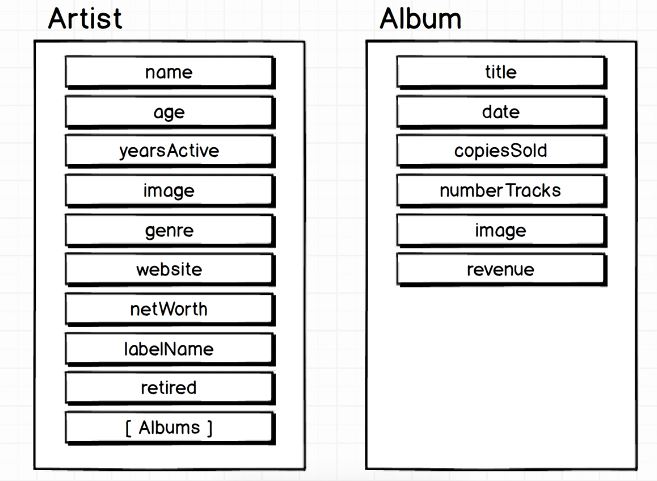 Artist
name
age
yearsActive
image
genre
website
netWorth
labelName
retired
[ Albums ]
Album
title
date
copiesSold
numberTracks
image
revenue